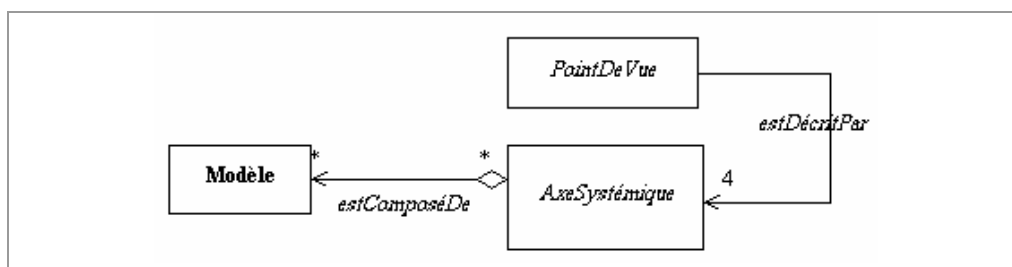 PointDeVue
estDécritPar
Modèle
*
*
estComposéDe
AxeSystémique
4